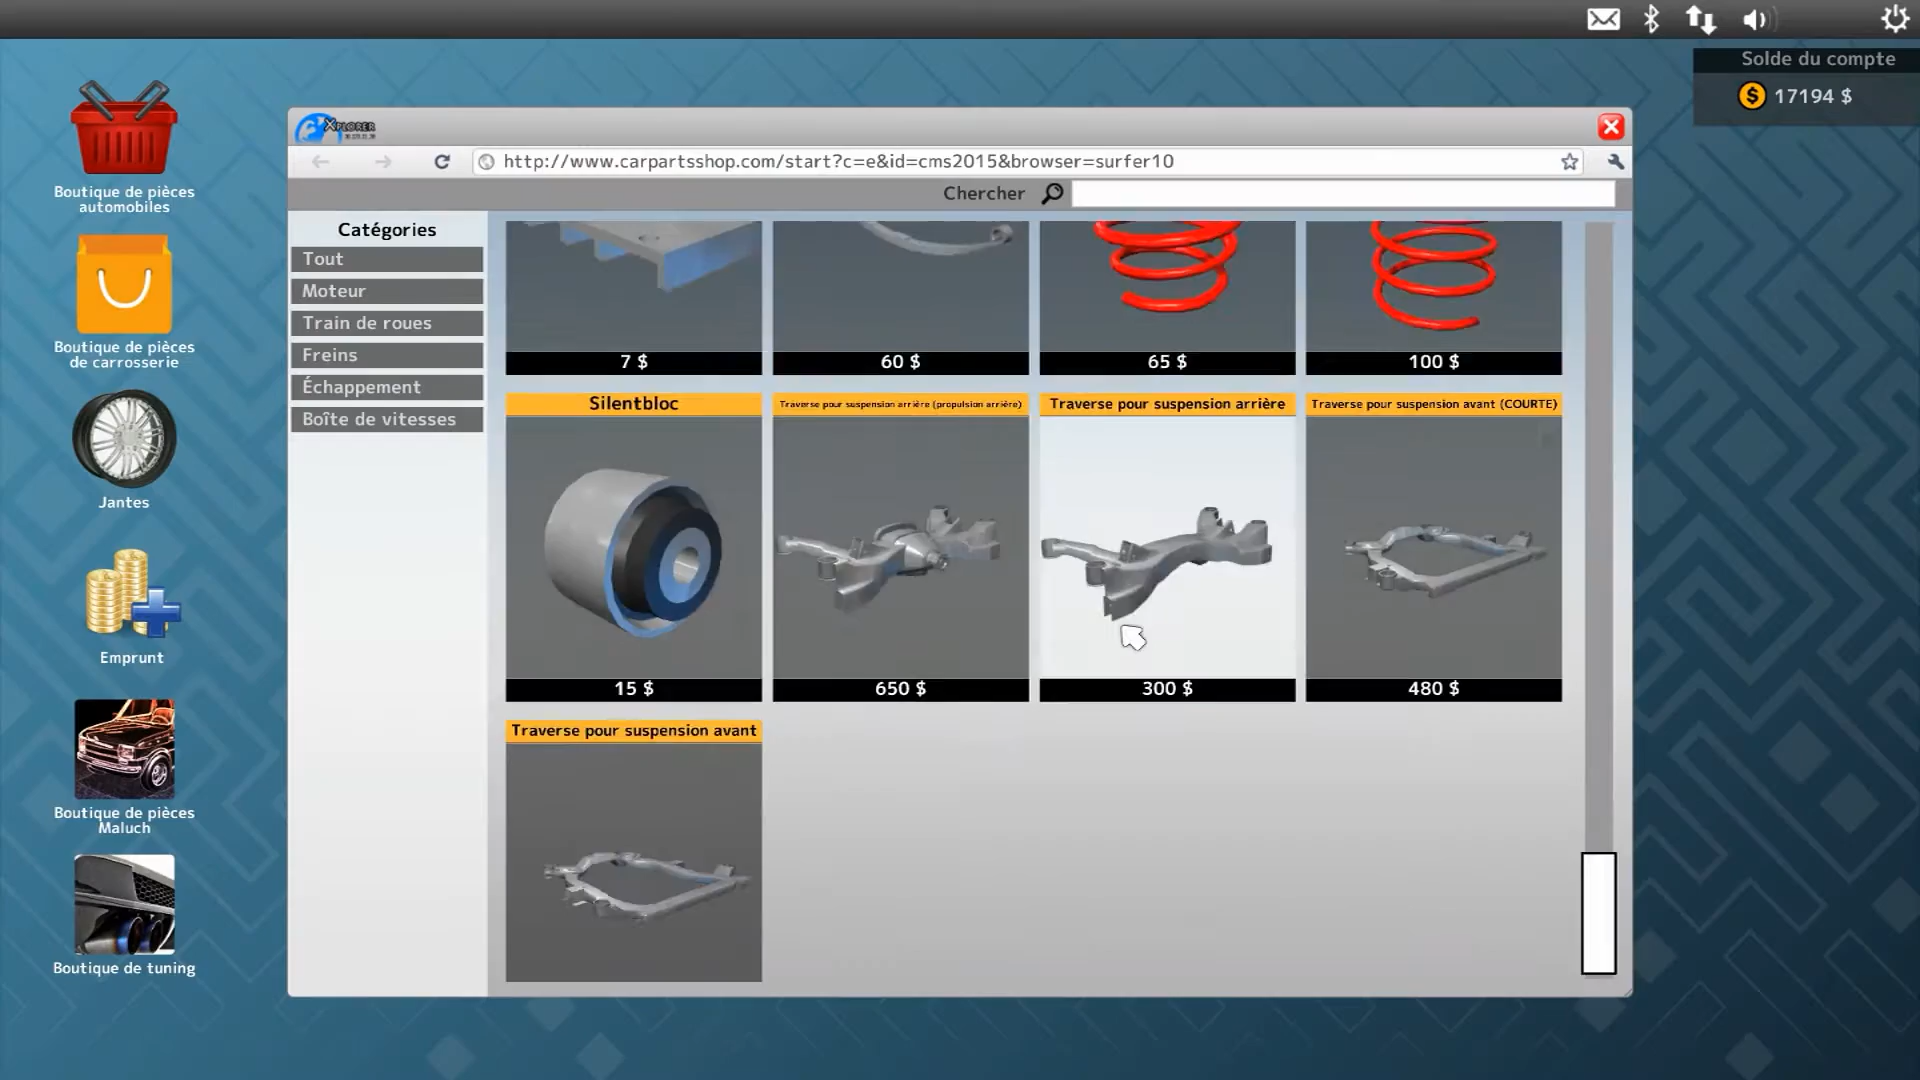 Solde du compte
17194 $
XPLORER
http://www.carpartsshop.com/start?c=e&id=cms2015&browser=surfer10
Chercher
Catégories
Tout
Moteur
Train de roues
Freins
Échappement
Boîte de vitesses
7 $
60 $
65 $
100 $
Silentbloc
Traverse pour suspension arrière (propulsion arrière)
Traverse pour suspension arrière
Traverse pour suspension avant (COURTE)
15 $
650 $
300 $
480 $
Traverse pour suspension avant
Boutique de pièces
automobiles
Boutique de pièces
de carrosserie
Jantes
Emprunt
Boutique de pièces
Maluch
Boutique de tuning